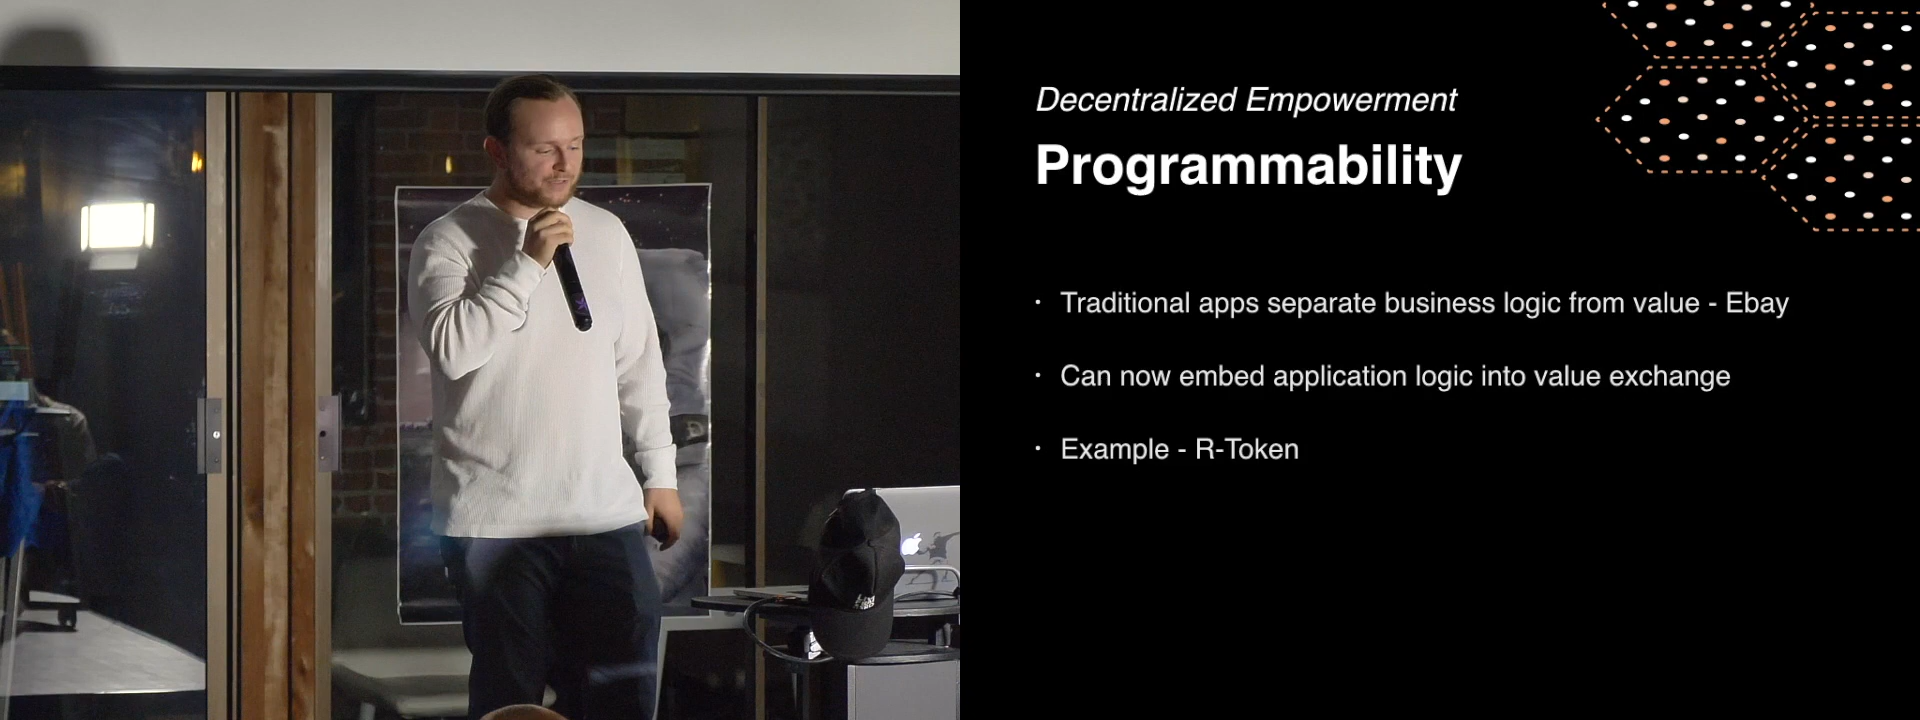 Decentralized Empowerment
Programmability
· Traditional apps separate business logic from value - Ebay
· Can now embed application logic into value exchange
· Example - R-Token